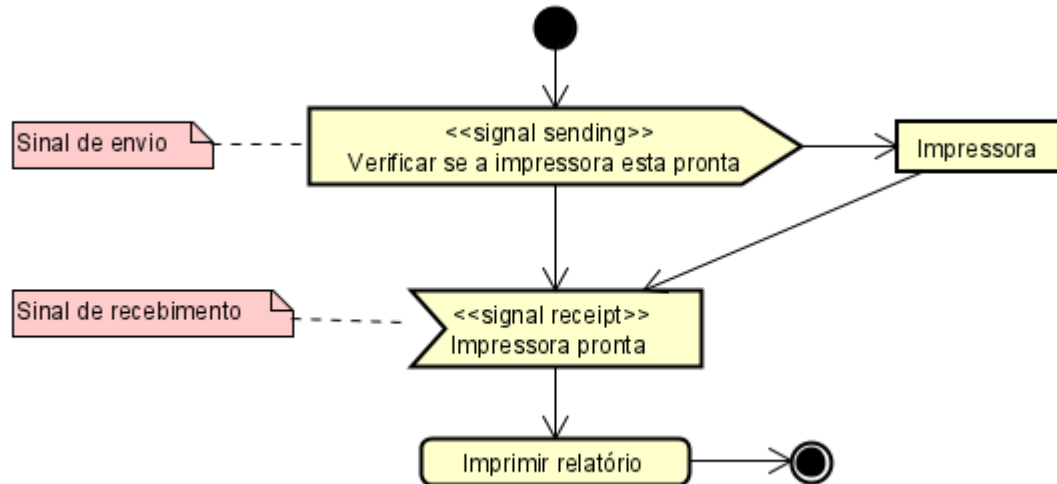 Sinal de envio
<<signal sending>>
Verificar se a impressora esta pronta
Impressora
Sinal de recebimento
<<signal receipt>>
Impressora pronta
Imprimir relatório